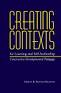 CREATING
CONTEXTS
for Learning and Self-Authorship
Constructive-Developmental Pedagogy